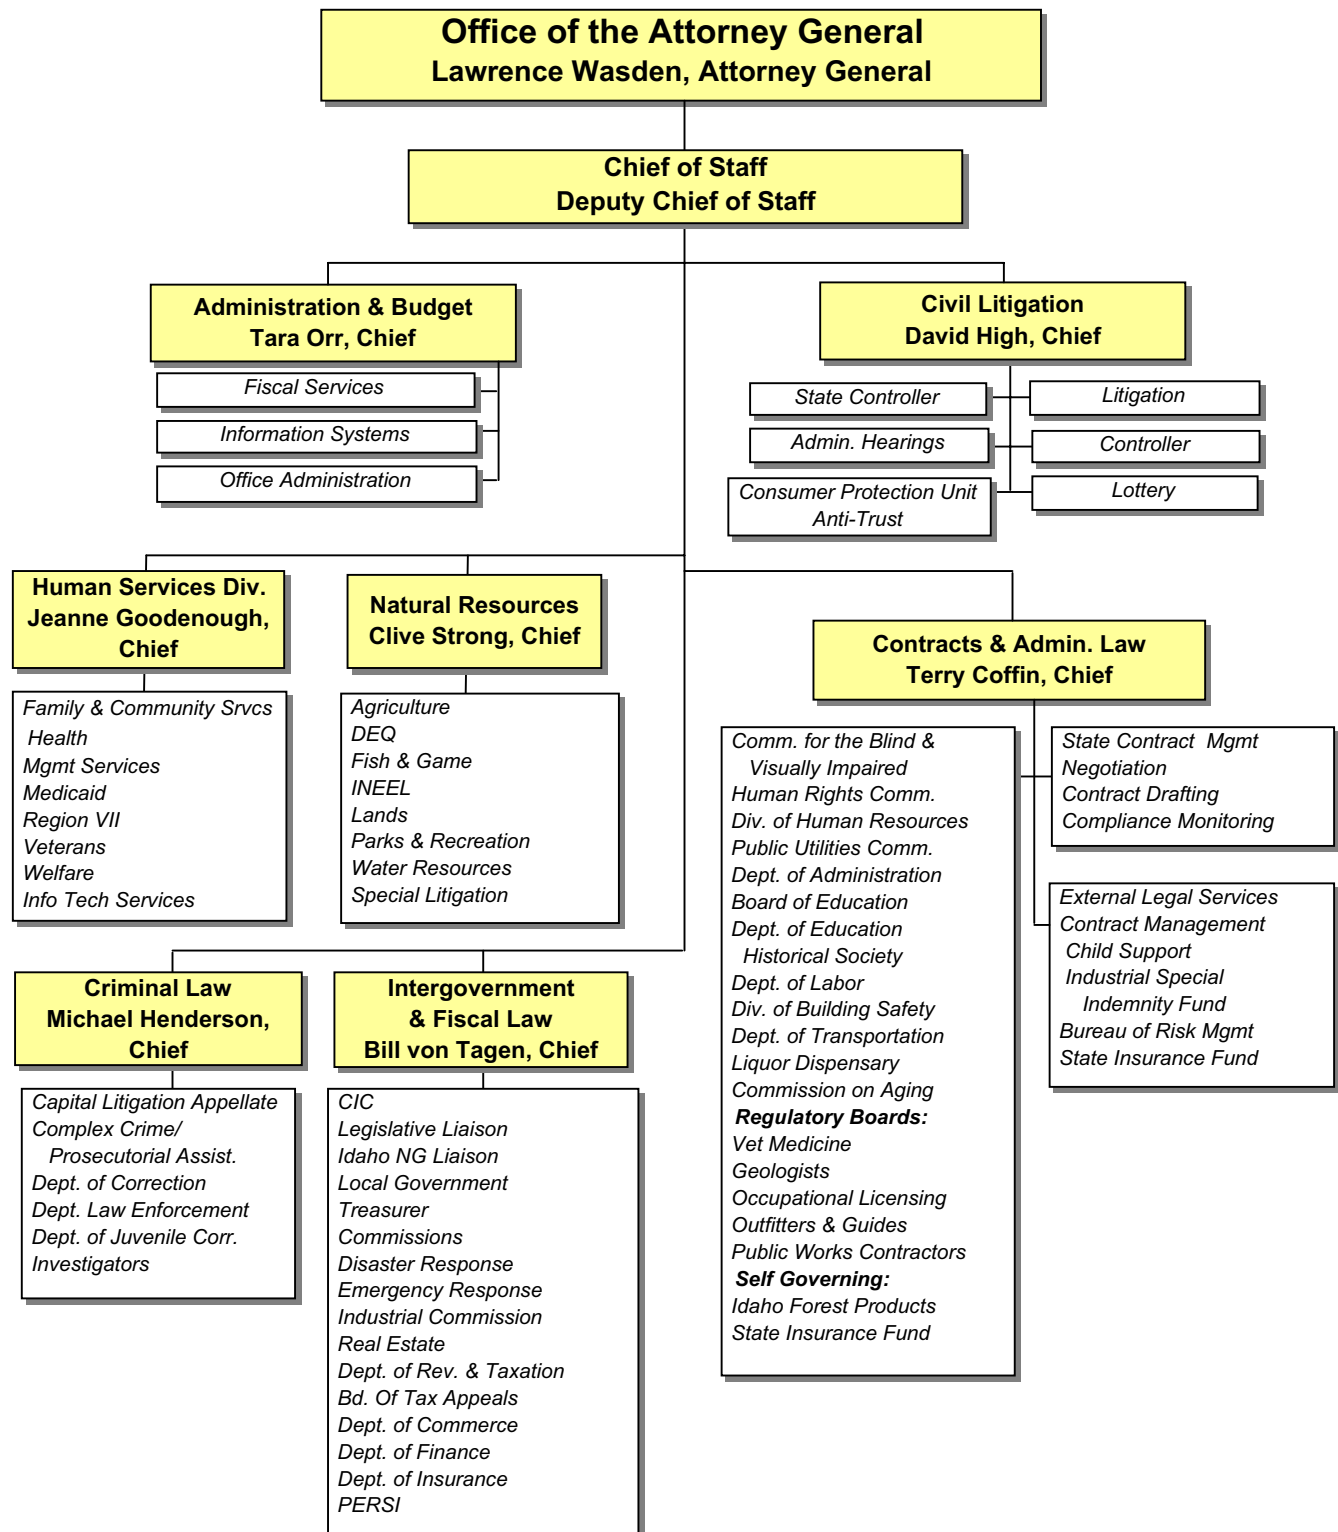 Office of the Attorney General
Lawrence Wasden, Attorney General
Chief of Staff
Deputy Chief of Staff
Administration & Budget
Tara Orr, Chief
Fiscal Services
Information Systems
Office Administration
Civil Litigation
David High, Chief
State Controller
Litigation
Admin. Hearings
Controller
Consumer Protection Unit
Anti-Trust
Lottery
Human Services Div.
Jeanne Goodenough,
Chief
Family & Community Srvcs
Health
Mgmt Services
Medicaid
Region VII
Veterans
Welfare
Info Tech Services
Natural Resources
Clive Strong, Chief
Agriculture
DEQ
Fish & Game
INEEL
Lands
Parks & Recreation
Water Resources
Special Litigation
Contracts & Admin. Law
Terry Coffin, Chief
Comm. for the Blind &
Visually Impaired
Human Rights Comm.
Div. of Human Resources
Public Utilities Comm.
Dept. of Administration
Board of Education
Dept. of Education
Historical Society
Dept. of Labor
Div. of Building Safety
Dept. of Transportation
Liquor Dispensary
Commission on Aging
Regulatory Boards:
Vet Medicine
Geologists
Occupational Licensing
Outfitters & Guides
Public Works Contractors
Self Governing:
Idaho Forest Products
State Insurance Fund
State Contract Mgmt
Negotiation
Contract Drafting
Compliance Monitoring
External Legal Services
Contract Management
Child Support
Industrial Special
Indemnity Fund
Bureau of Risk Mgmt
State Insurance Fund
Criminal Law
Michael Henderson,
Chief
Capital Litigation Appellate
Complex Crime/
Prosecutorial Assist.
Dept. of Correction
Dept. Law Enforcement
Dept. of Juvenile Corr.
Investigators
Intergovernment
& Fiscal Law
Bill von Tagen, Chief
CIC
Legislative Liaison
Idaho NG Liaison
Local Government
Treasurer
Commissions
Disaster Response
Emergency Response
Industrial Commission
Real Estate
Dept. of Rev. & Taxation
Bd. Of Tax Appeals
Dept. of Commerce
Dept. of Finance
Dept. of Insurance
PERSI